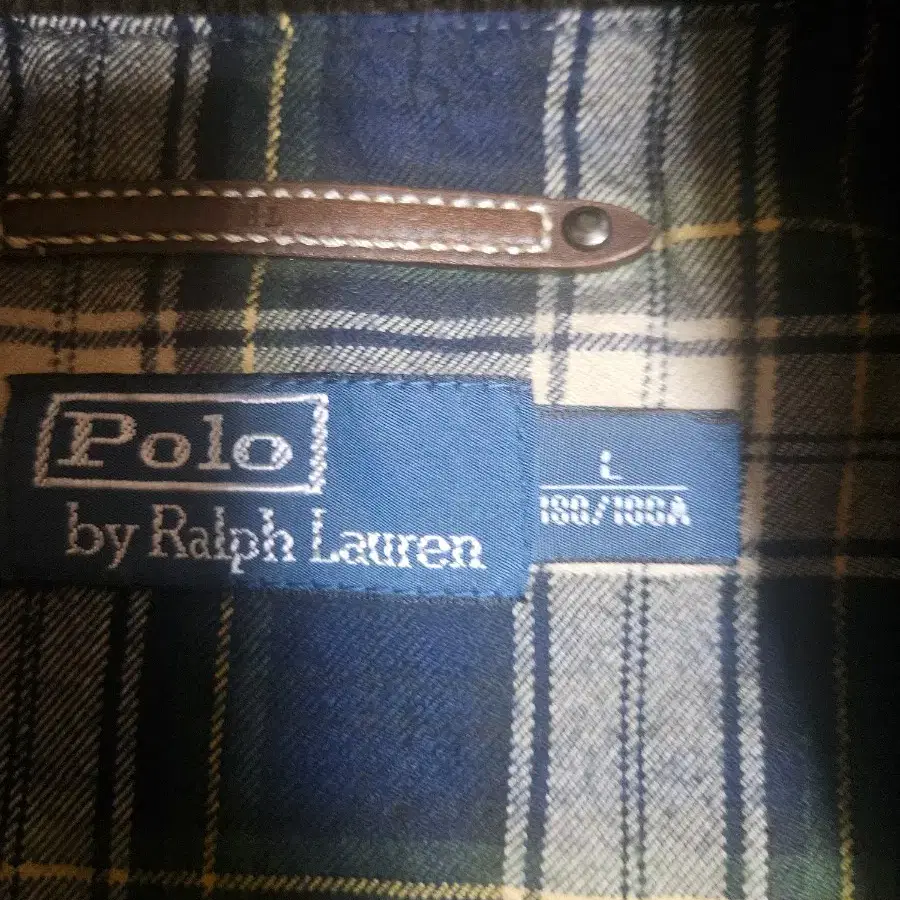 Polo
by Ralph Lauren
L
180/100A